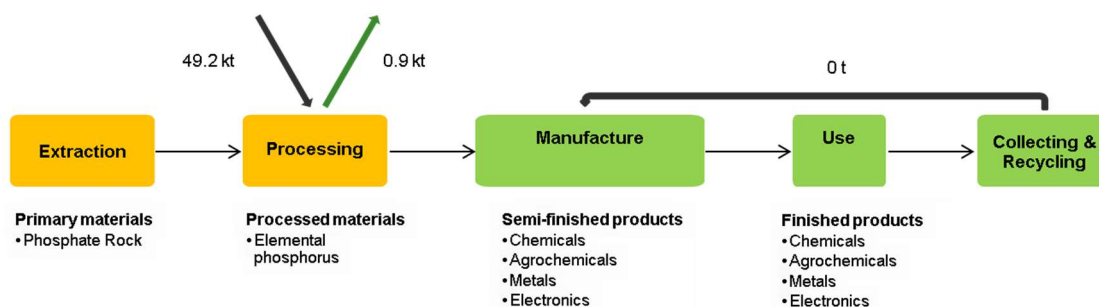 49.2 kt
0.9 kt
0 t
Extraction
Processing
Manufacture
Use
Collecting &
Recycling
Primary materials
• Phosphate Rock
Processed materials
• Elemental
phosphorus
Semi-finished products
• Chemicals
• Agrochemicals
• Metals
• Electronics
Finished products
• Chemicals
• Agrochemicals
• Metals
• Electronics